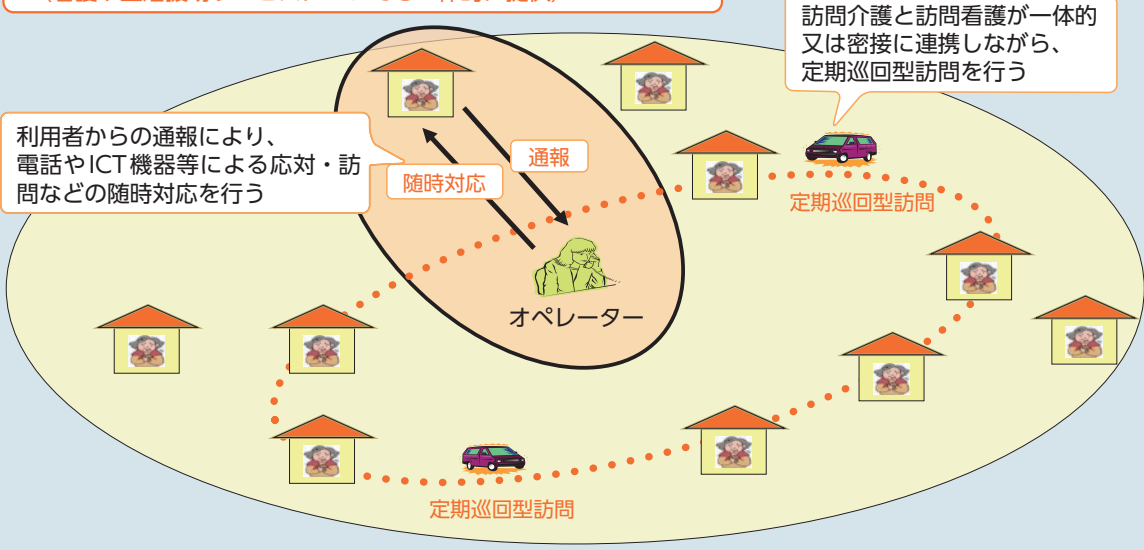 訪問介護と訪問看護が一体的
又は密接に連携しながら、
定期巡回型訪問を行う
利用者からの通報により、
電話やICT機器等による応対・訪
問などの随時対応を行う
通報
随時対応
定期巡回型訪問
オペレーター
定期巡回型訪問